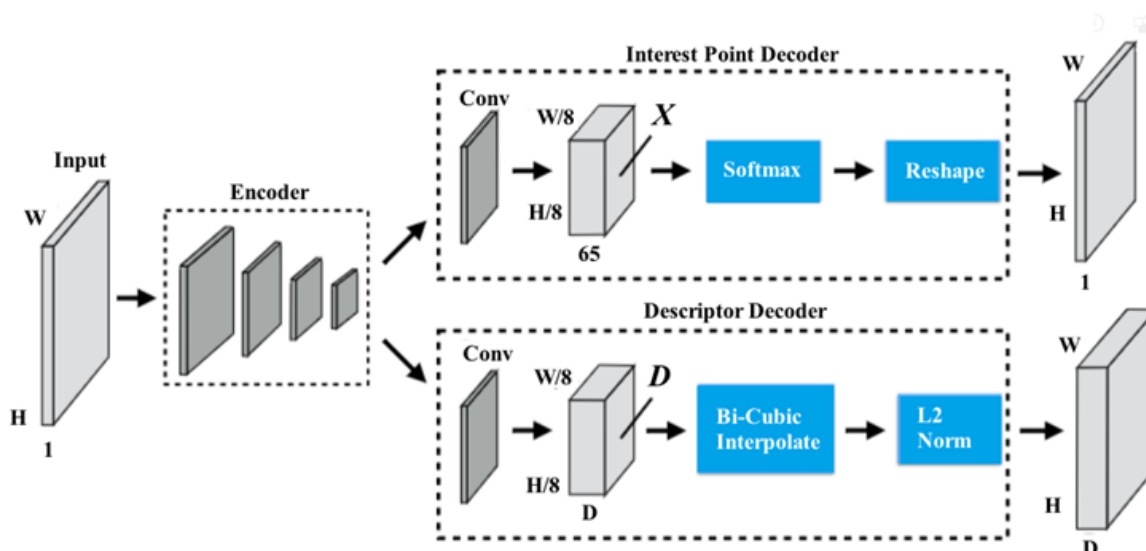 Input
W
H
1
Encoder
Interest Point Decoder
Conv
W/8
X
H/8
65
Softmax
Reshape
W
H
1
Descriptor Decoder
Conv
W/8
D
H/8
D
Bi-Cubic
Interpolate
L2
Norm
W
H
D